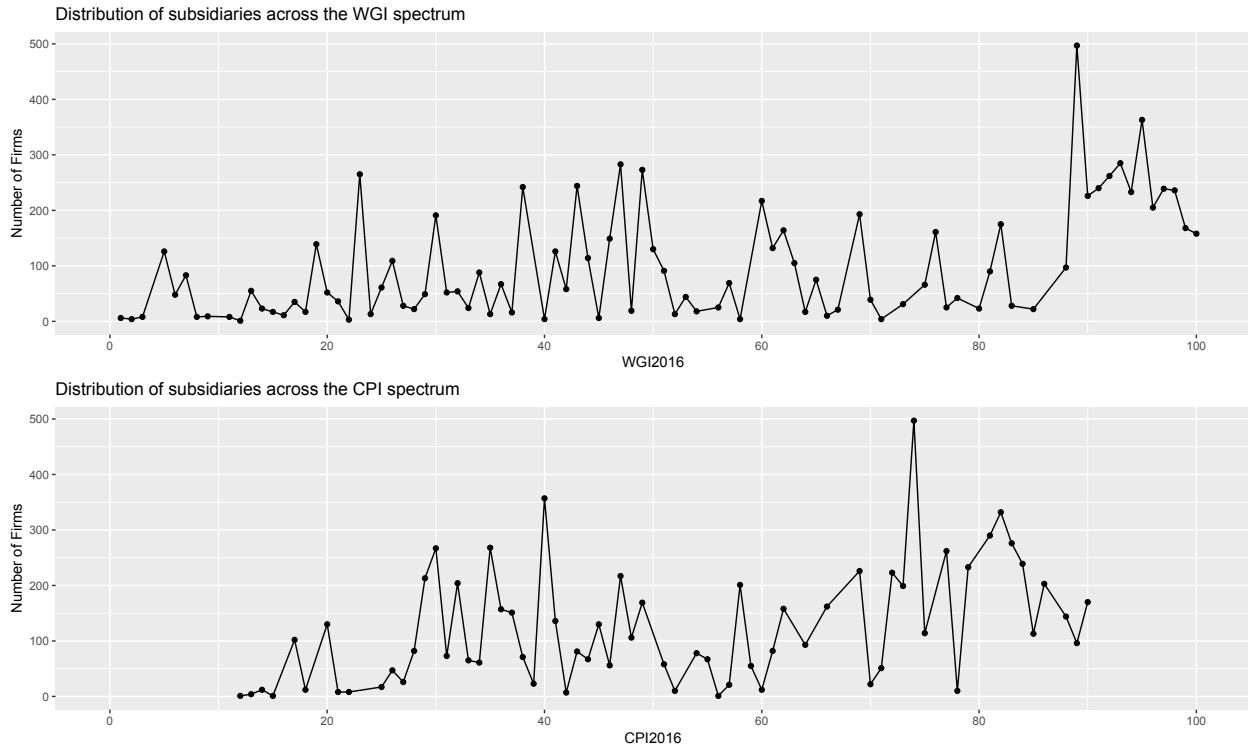 Distribution of subsidiaries across the WGI spectrum
500
400
300
200
100
0
Number of Firms
0 20 40 60 80 100
WGI2016
Distribution of subsidiaries across the CPI spectrum
500
400
300
200
100
0
Number of Firms
0 20 40 60 80 100
CPI2016